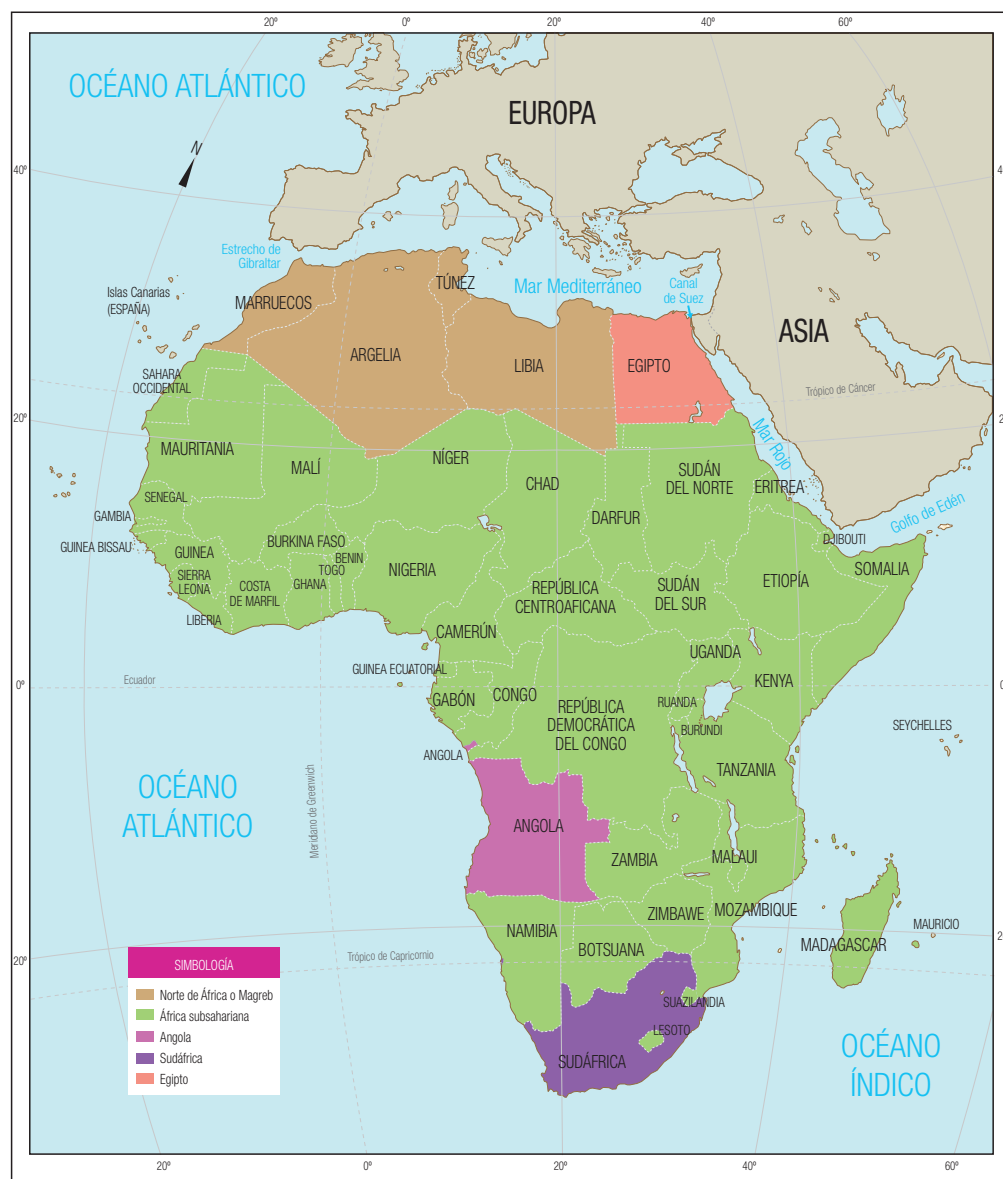 20º 0º 20º 40º 60º
OCÉANO ATLÁNTICO
EUROPA
N
40º
4
Estrecho de
Gibraltar
Islas Canarias
(ESPAÑA)
MARRUECOS
TÚNEZ
Mar Mediterráneo
Canal
de Suez
ASIA
ARGELIA
LIBIA
EGIPTO
SAHARA
OCCIDENTAL
Trópico de Cáncer
20º
2
MAURITANIA
MALÍ
NÍGER
CHAD
SUDÁN
DEL NORTE
Mar Rojo
ERITREA
SENEGAL
GAMBIA
DARFUR
Golfo de Edén
DJIBOUTI
GUINEA BISSAU
GUINEA
BURKINA FASO
BENIN
TOGO
GHANA
NIGERIA
SIERRA
LEONA
COSTA
DE MARFIL
LIBERIA
REPÚBLICA
CENTROAFICANA
SUDÁN
DEL SUR
ETIOPÍA
SOMALIA
CAMERÚN
UGANDA
GUINEA ECUATORIAL
KENYA
Ecuador
0º
0
GABÓN
CONGO
REPÚBLICA
DEMOCRÁTICA
DEL CONGO
RUANDA
BURUNDI
SEYCHELLES
ANGOLA
TANZANIA
OCÉANO
ATLÁNTICO
Meridiano de Greenwich
ANGOLA
ZAMBIA
MALAUI
MOZAMBIQUE
ZIMBAWE
NAMIBIA
BOTSUANA
MADAGASCAR
MAURICIO
20º
2
Trópico de Capricornio
SIMBOLOGÍA
Norte de África o Magreb
África subsahariana
Angola
Sudáfrica
Egipto
SUAZILANDIA
LESOTO
SUDÁFRICA
OCÉANO
ÍNDICO
20º 0º 20º 40º 60º